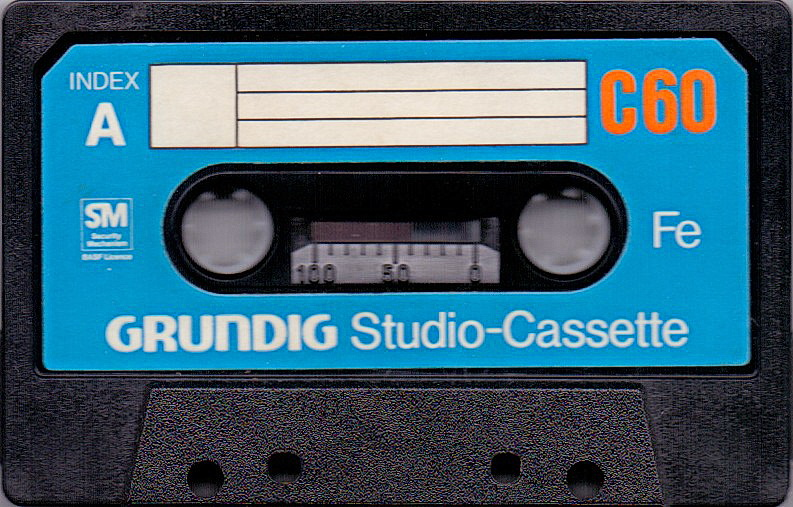 INDEX
A
C60
SM
Security
Mechanism
BASF Licence
Fe
100 50 0
GRUNDIG Studio-Cassette